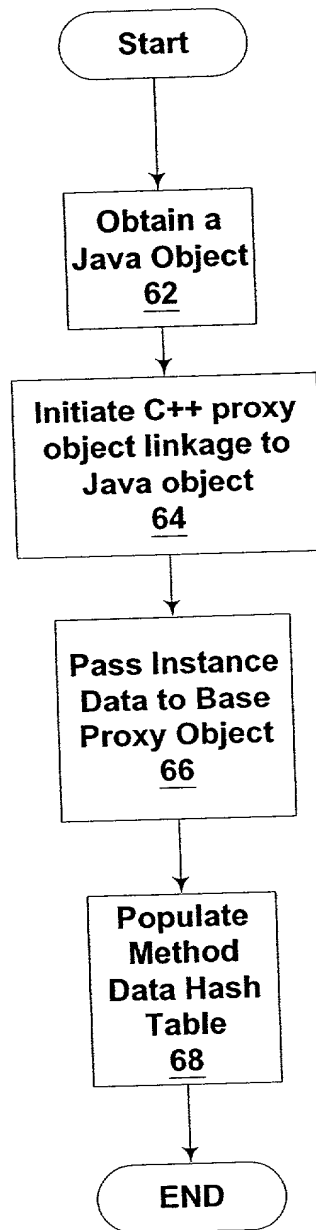 Start
Obtain a
Java Object
62
Initiate C++ proxy
object linkage to
Java object
64
Pass Instance
Data to Base
Proxy Object
66
Populate
Method
Data Hash
Table
68
END